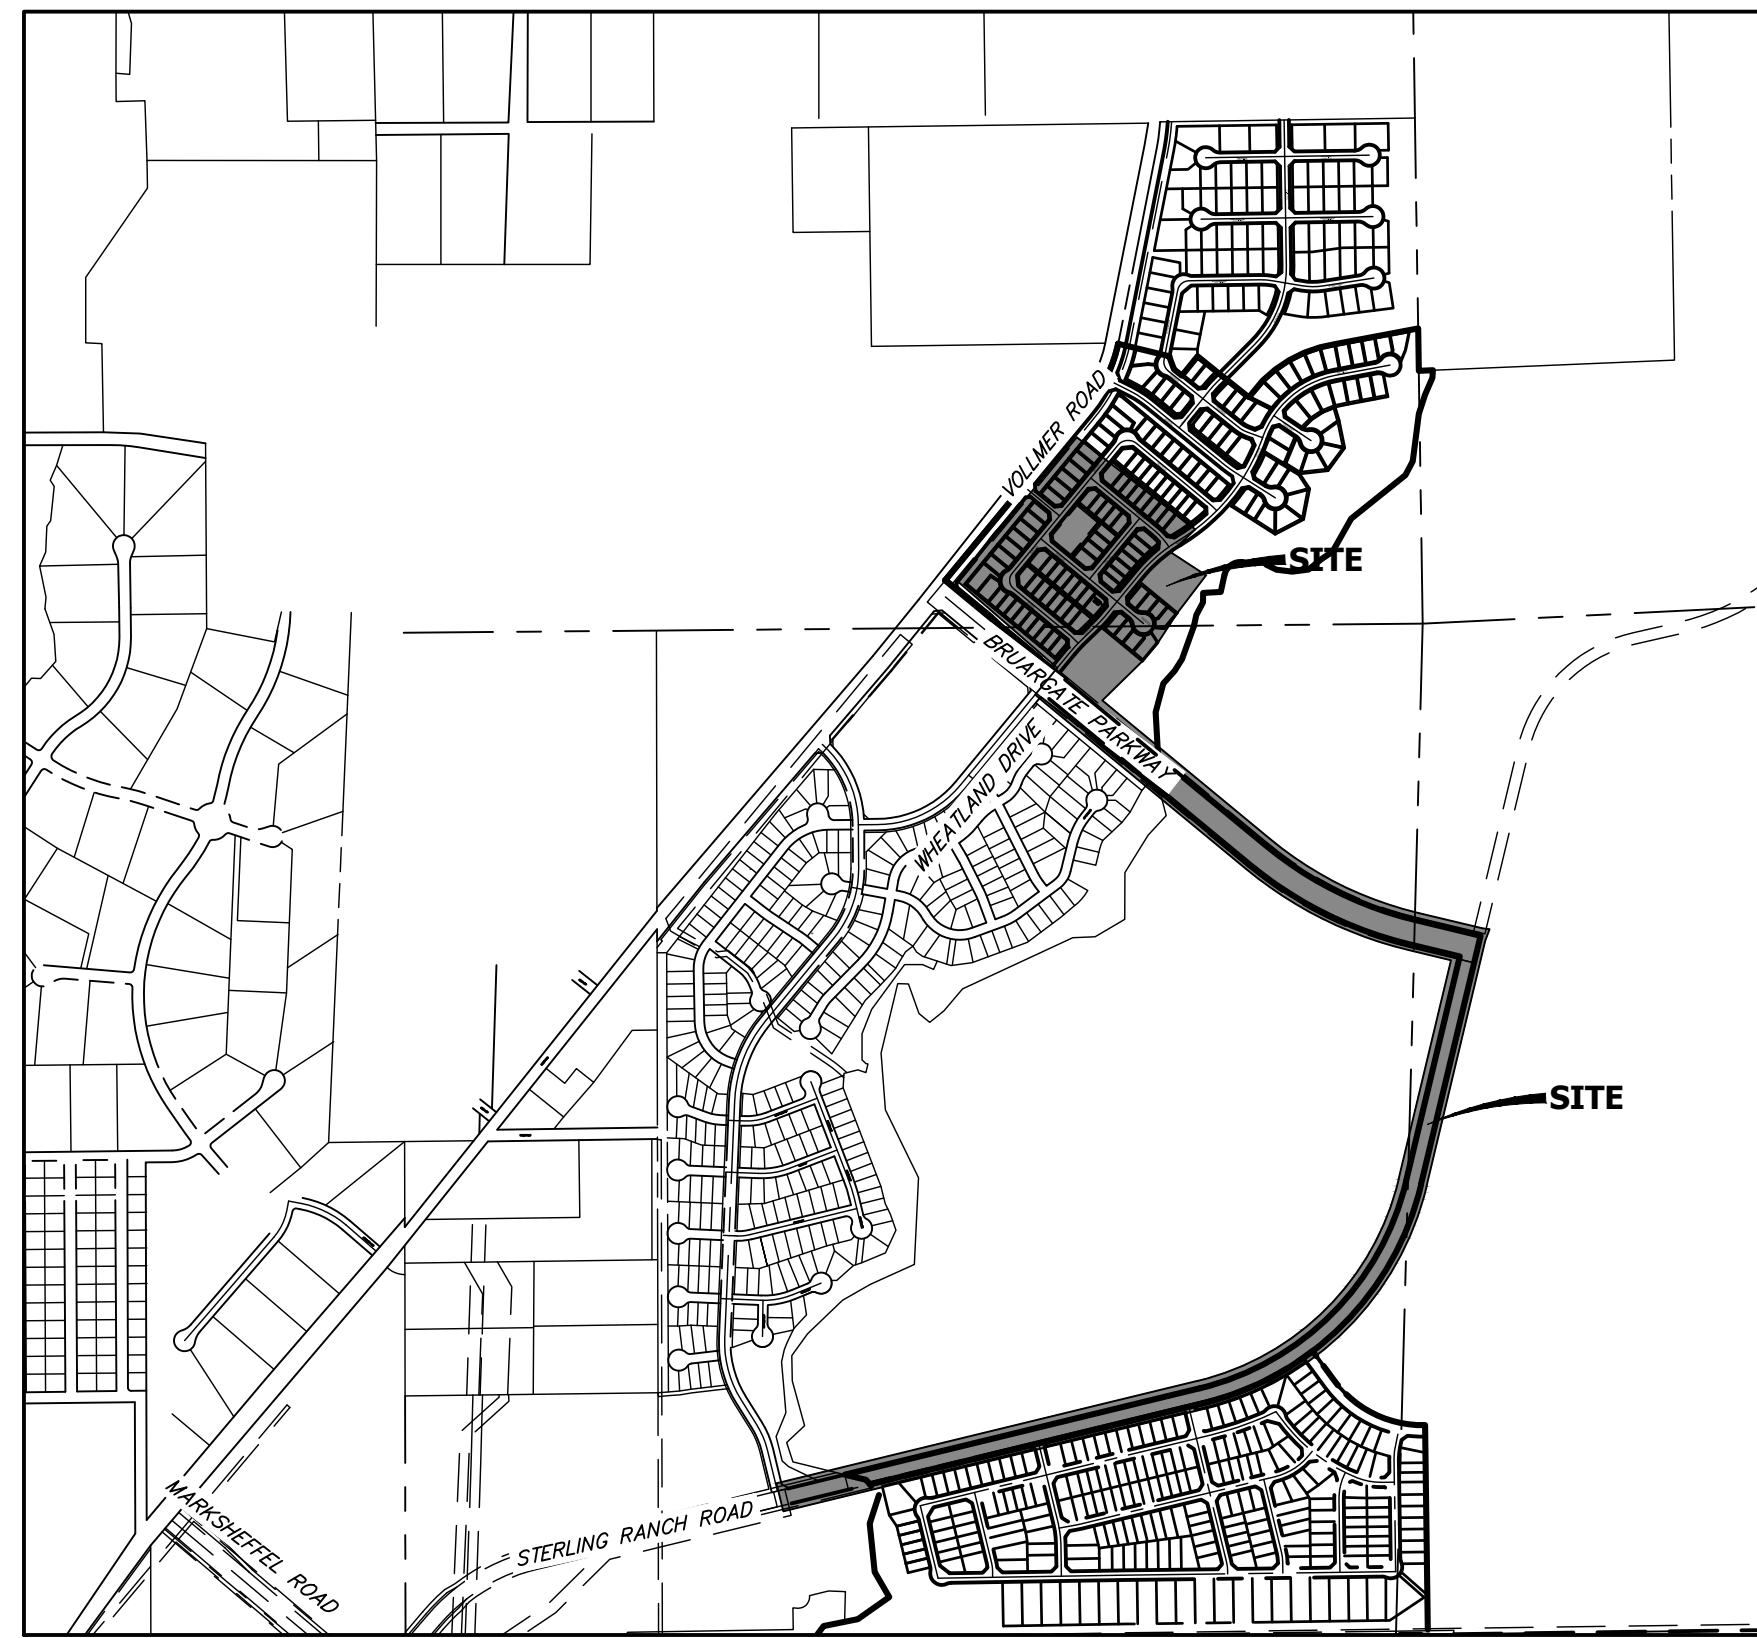 VOLLMER ROAD
SITE
BRUARGATE PARKWAY
WHEATLAND DRIVE
SITE
MARKSHEFFEL ROAD
STERLING RANCH ROAD